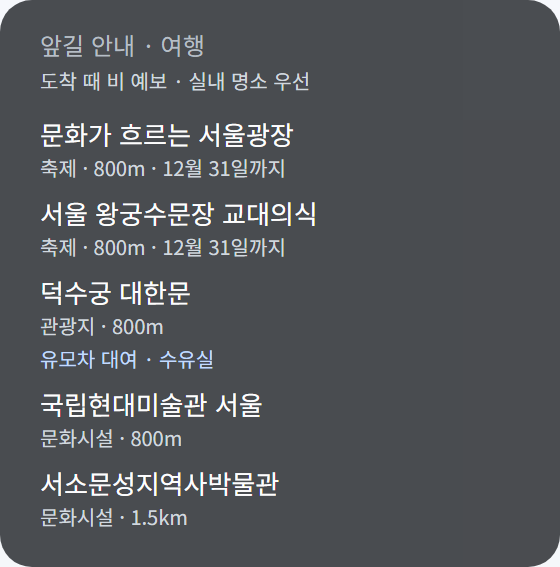 앞길 안내 · 여행
도착 때 비 예보 · 실내 명소 우선
문화가 흐르는 서울광장
축제 · 800m · 12월 31일까지
서울 왕궁수문장 교대의식
축제 · 800m · 12월 31일까지
덕수궁 대한문
관광지 · 800m
유모차 대여 · 수유실
국립현대미술관 서울
문화시설 · 800m
서소문성지역사박물관
문화시설 · 1.5km